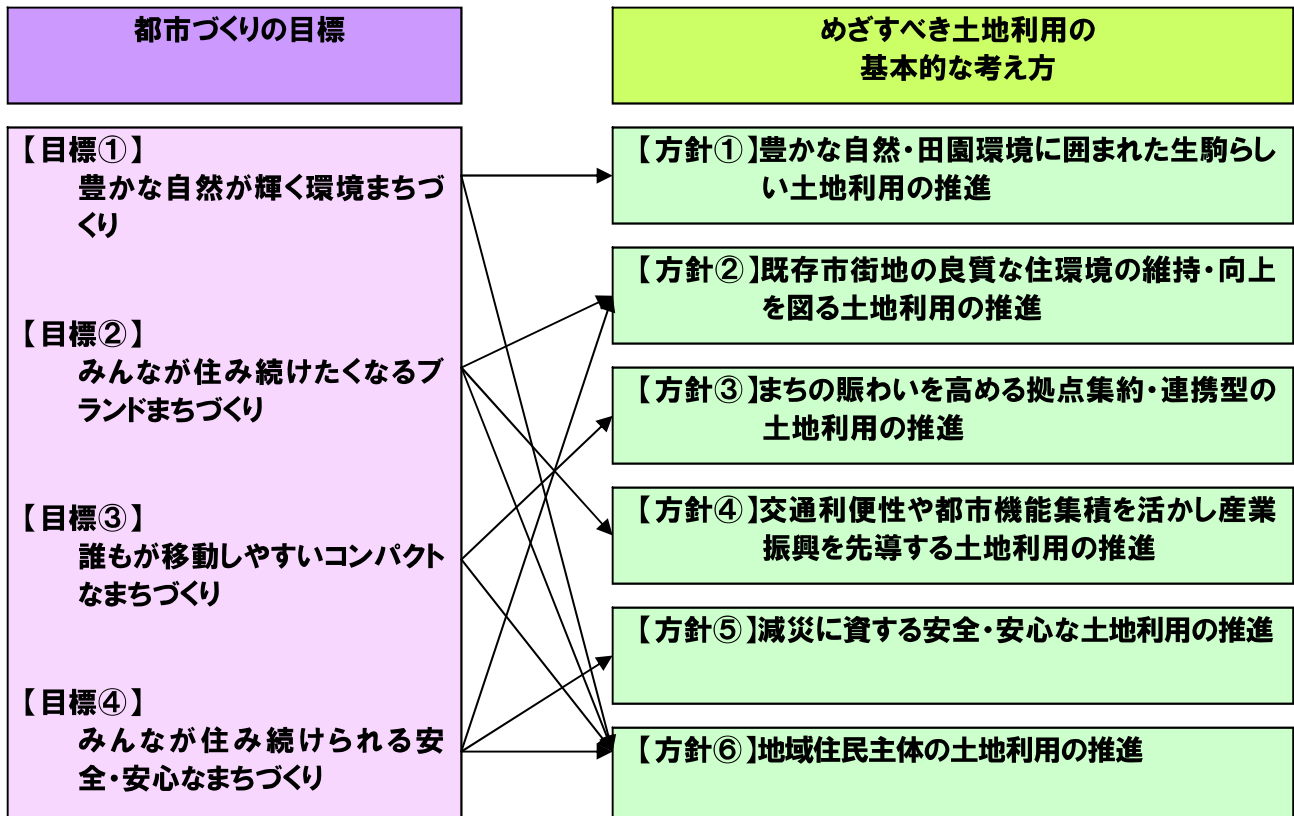 都市づくりの目標
【目標①】
豊かな自然が輝く環境まちづ
くり
【目標②】
みんなが住み続けたくなるブ
ランドまちづくり
【目標③】
誰もが移動しやすいコンパクト
なまちづくり
【目標④】
みんなが住み続けられる安
全・安心なまちづくり
めざすべき土地利用の
基本的な考え方
【方針①】豊かな自然・田園環境に囲まれた生駒らし
い土地利用の推進
【方針②】既存市街地の良質な住環境の維持・向上
を図る土地利用の推進
【方針③】まちの賑わいを高める拠点集約・連携型の
土地利用の推進
【方針④】交通利便性や都市機能集積を活かし産業
振興を先導する土地利用の推進
【方針⑤】減災に資する安全・安心な土地利用の推進
【方針⑥】地域住民主体の土地利用の推進